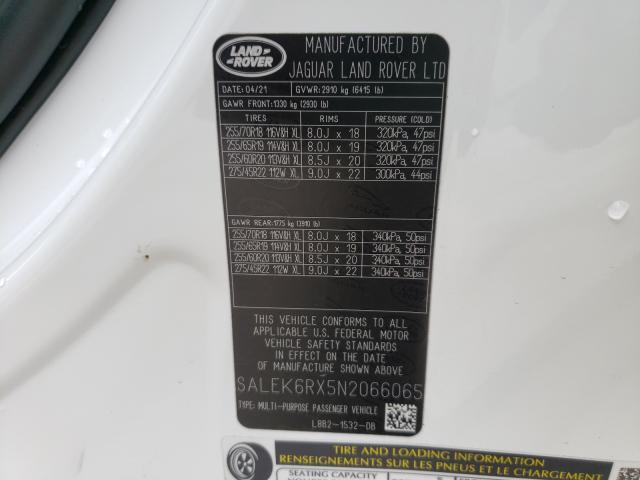 LAND ROVER
MANUFACTURED BY
JAGUAR LAND ROVER LTD
DATE: 04/21 GVWR: 2910 kg (6415 lb)
GAWR FRONT: 1330 kg (2930 lb)
TIRES RIMS PRESSURE (COLD)
255/70R18 116V&H XL 8.0J x 18 320kPa, 47psi
255/65R19 114V&H XL 8.0J x 19 320kPa, 47psi
255/60R20 113V&H XL 8.5J x 20 320kPa, 47psi
275/45R22 112W XL 9.0J x 22 300kPa, 44psi
GAWR REAR: 1775 kg (3910 lb)
255/70R18 116V&H XL 8.0J x 18 340kPa, 50psi
255/65R19 114V&H XL 8.0J x 19 340kPa, 50psi
255/60R20 113V&H XL 8.5J x 20 340kPa, 50psi
275/45R22 112W XL 9.0J x 22 340kPa, 50psi
THIS VEHICLE CONFORMS TO ALL
APPLICABLE U.S. FEDERAL MOTOR
VEHICLE SAFETY STANDARDS
IN EFFECT ON THE DATE OF
MANUFACTURE SHOWN ABOVE
SALEK6RX5N2066065
TYPE: MULTI-PURPOSE PASSENGER VEHICLE
L8B2-1532-DB
TIRE AND LOADING INFORMATION
RENSEIGNEMENTS SUR LES PNEUS ET LE CHARGEMENT
SEATING CAPACITY